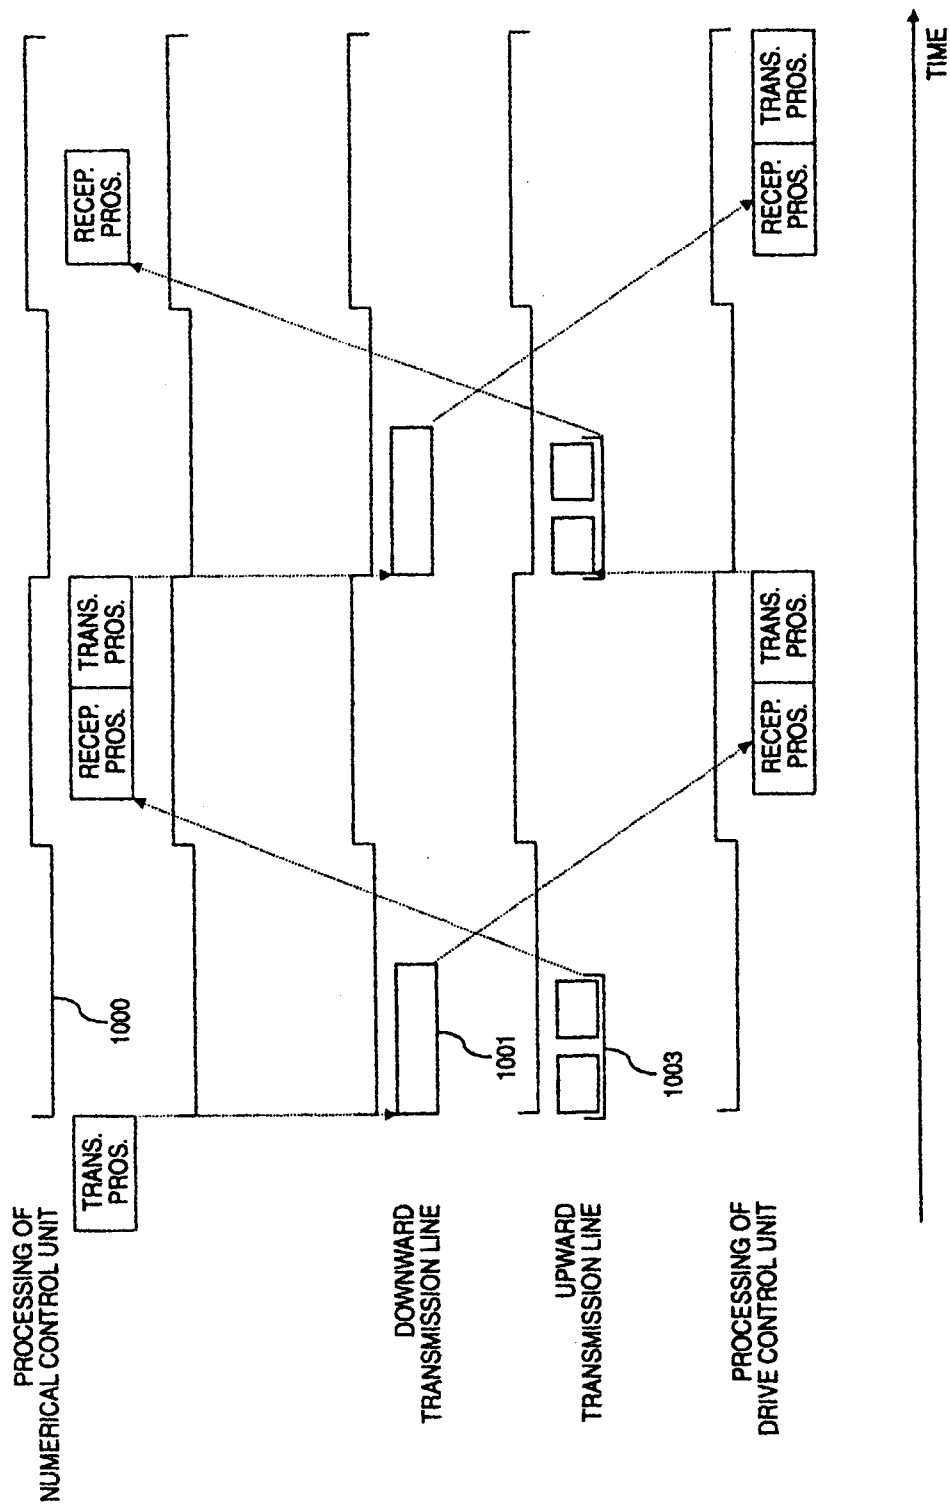 PROCESSING OF
NUMERICAL CONTROL UNIT
TRANS.
PROS.
1000
RECEP.
PROS.
TRANS.
PROS.
RECEP.
PROS.
DOWNWARD
TRANSMISSION LINE
1001
UPWARD
TRANSMISSION LINE
1003
PROCESSING OF
DRIVE CONTROL UNIT
RECEP.
PROS.
TRANS.
PROS.
RECEP.
PROS.
TRANS.
PROS.
TIME